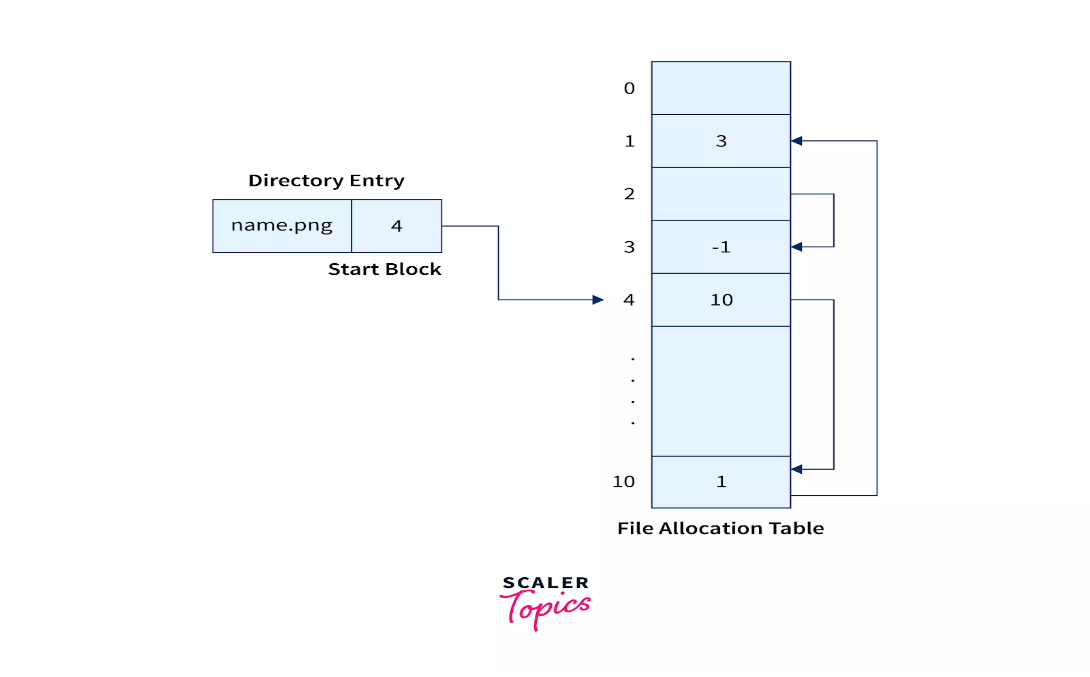 Directory Entry
name.png 4
Start Block
0
1 3
2
3 -1
4 10
.
.
.
.
10 1
File Allocation Table
SCALER
Topics